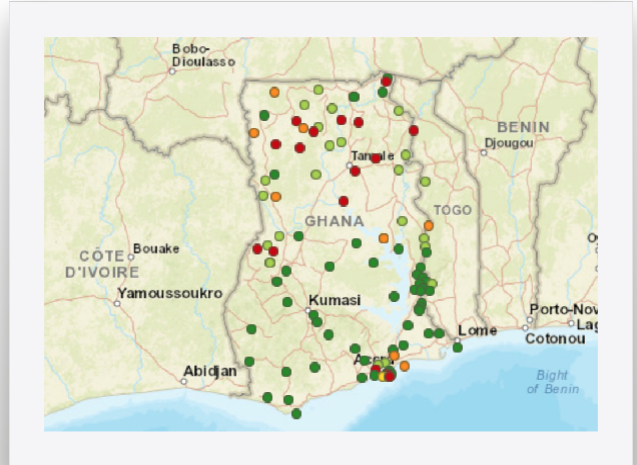 Bobo-
Dioulasso
BENIN
Djougou
Tamale
TOGO
GHANA
CÔTE
D'IVOIRE
Bouake
Yamoussoukro
Kumasi
Porto-Nov
Lag
Lome
Cotonou
Accra
Abidjan
Bight
of Benin